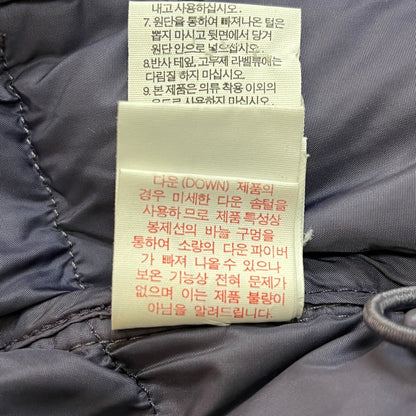 내고 사용하십시오.
7. 원단을 통하여 빠져나온 털은
뽑지 마시고 뒷면에서 당겨
원단 안으로 넣으십시오.
8. 반사 테잎, 고무제 라벨류에는
다림질 하지 마십시오.
9. 본 제품은 의류 착용 이외의
용도로 사용하지 마십시오.
다운(DOWN) 제품의
경우 미세한 다운 솜털을
사용하므로 제품 특성상
봉제선의 바늘 구멍을
통하여 소량의 다운 파이버
가 빠져 나올 수 있으나
보온 기능상 전혀 문제가
없으며 이는 제품 불량이
아님을 알려드립니다.